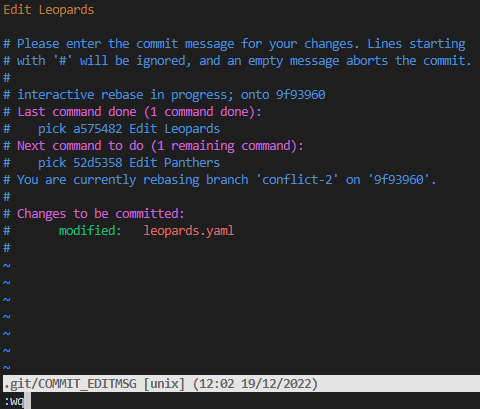 Edit Leopards

# Please enter the commit message for your changes. Lines starting
# with '#' will be ignored, and an empty message aborts the commit.
#
# interactive rebase in progress; onto 9f93960
# Last command done (1 command done):
#    pick a575482 Edit Leopards
# Next command to do (1 remaining command):
#    pick 52d5358 Edit Panthers
# You are currently rebasing branch 'conflict-2' on '9f93960'.
#
# Changes to be committed:
#       modified:   leopards.yaml
#
~
~
~
~
~
~
.git/COMMIT_EDITMSG [unix] (12:02 19/12/2022)
:wq